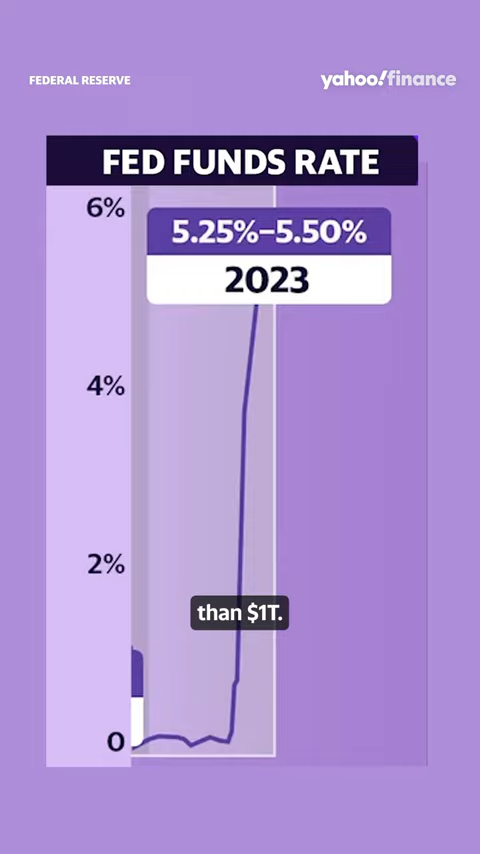 FEDERAL RESERVE
yahoo!finance
FED FUNDS RATE
6%
5.25%–5.50%
2023
4%
2%
than $1T.
0